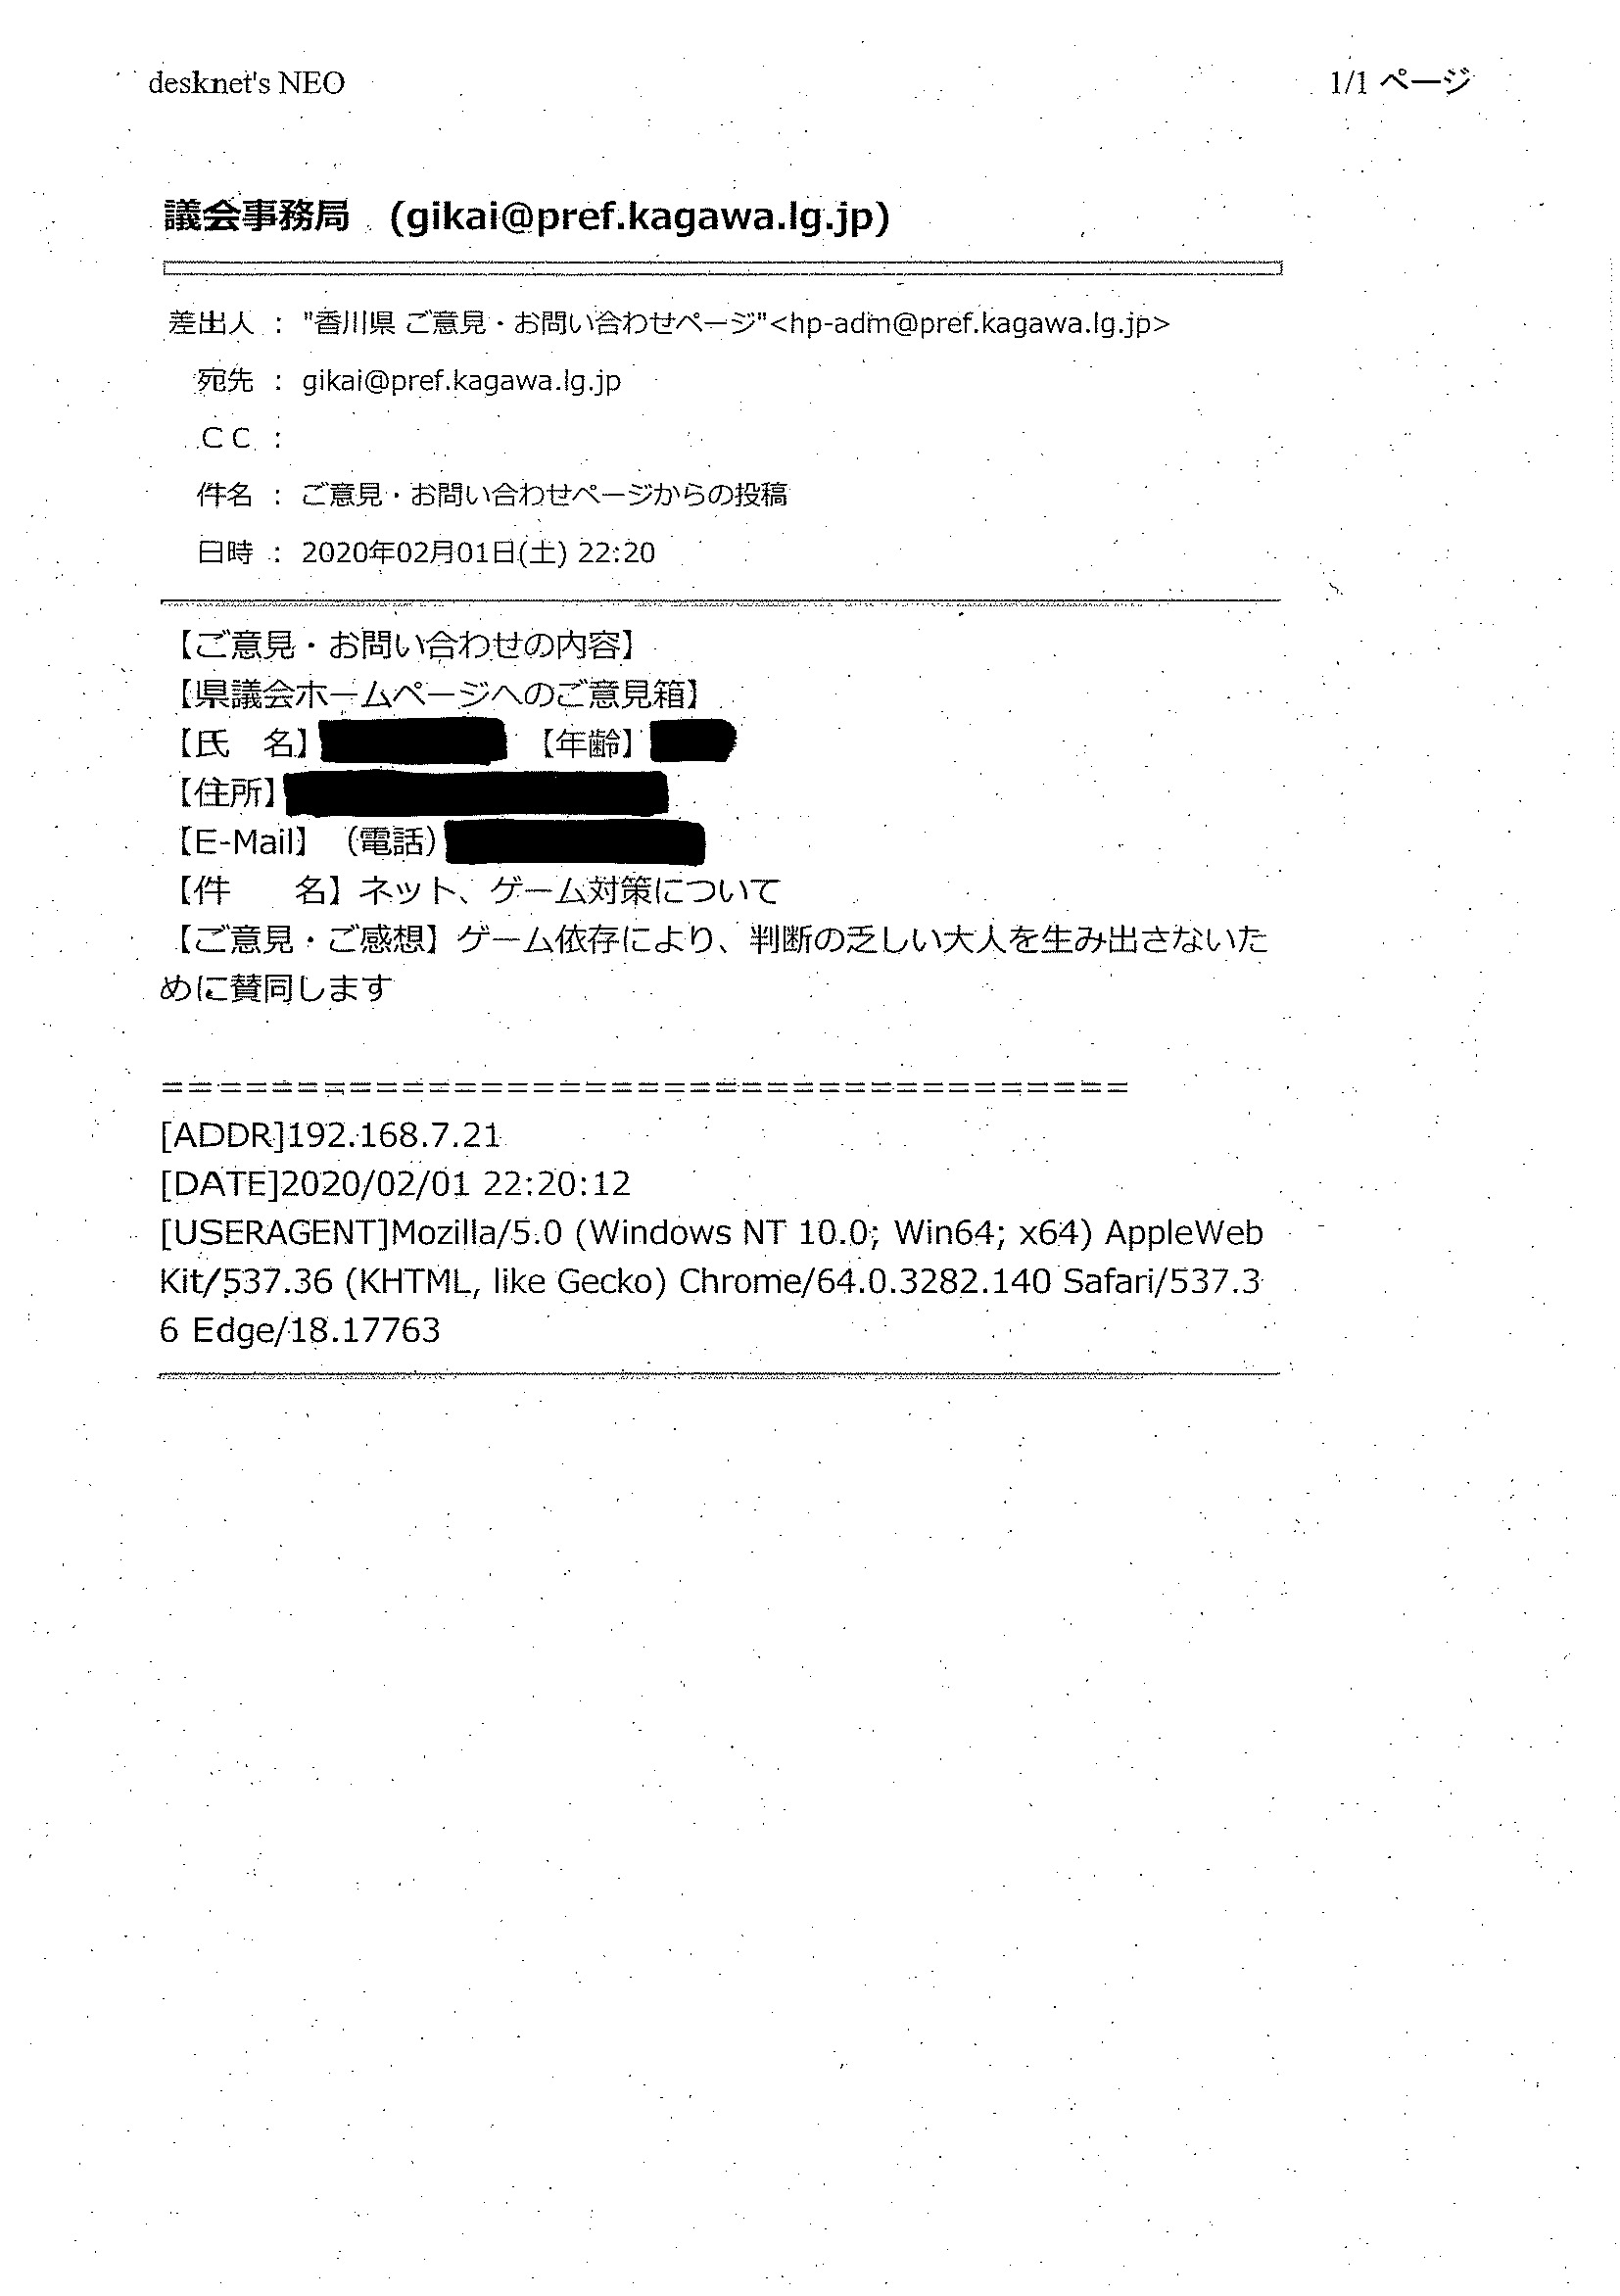 desknet's NEO 1/1 ページ
議会事務局 (gikai@pref.kagawa.lg.jp)
差出人 : "香川県 ご意見・お問い合わせページ"<hp-adm@pref.kagawa.lg.jp>
宛先 : gikai@pref.kagawa.lg.jp
CC :
件名 : ご意見・お問い合わせページからの投稿
日時 : 2020年02月01日(土) 22:20
【ご意見・お問い合わせの内容】
【県議会ホームページへのご意見箱】
【氏　名】 【年齢】
【住所】
【E-Mail】（電話）
【件　　名】ネット、ゲーム対策について
【ご意見・ご感想】ゲーム依存により、判断の乏しい大人を生み出さないた
めに賛同します
======================================
[ADDR]192.168.7.21
[DATE]2020/02/01 22:20:12
[USERAGENT]Mozilla/5.0 (Windows NT 10.0; Win64; x64) AppleWeb
Kit/537.36 (KHTML, like Gecko) Chrome/64.0.3282.140 Safari/537.3
6 Edge/18.17763